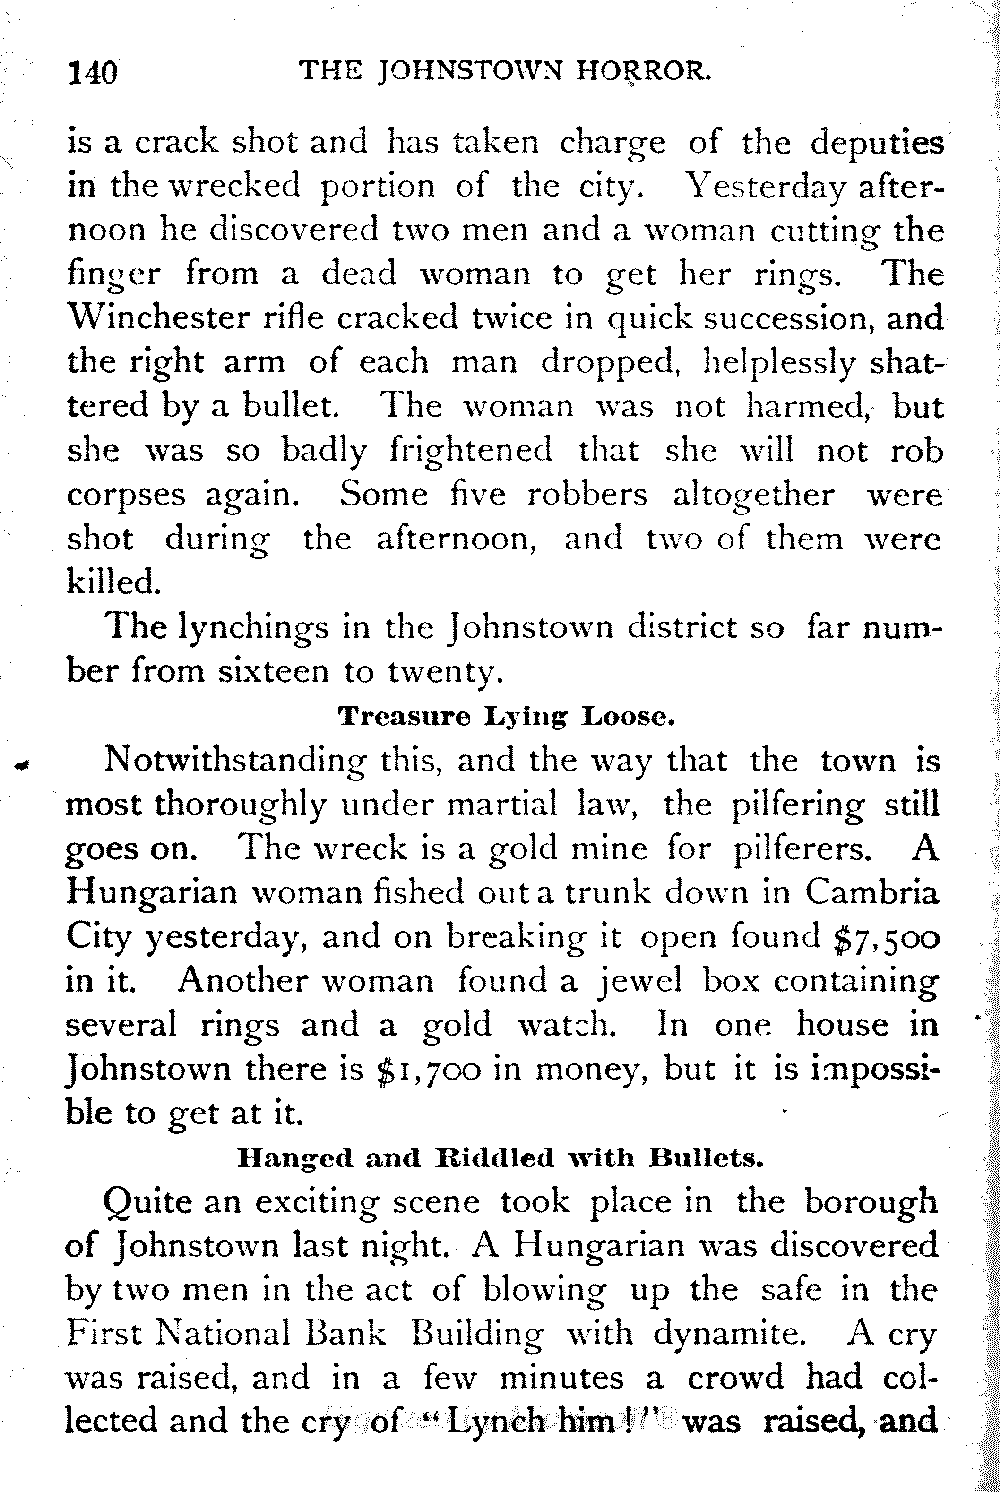 140 THE JOHNSTOWN HORROR.
is a crack shot and has taken charge of the deputies
in the wrecked portion of the city. Yesterday after-
noon he discovered two men and a woman cutting the
finger from a dead woman to get her rings. The
Winchester rifle cracked twice in quick succession, and
the right arm of each man dropped, helplessly shat-
tered by a bullet. The woman was not harmed, but
she was so badly frightened that she will not rob
corpses again. Some five robbers altogether were
shot during the afternoon, and two of them were
killed.
The lynchings in the Johnstown district so far num-
ber from sixteen to twenty.
Treasure Lying Loose.
Notwithstanding this, and the way that the town is
most thoroughly under martial law, the pilfering still
goes on. The wreck is a gold mine for pilferers. A
Hungarian woman fished out a trunk down in Cambria
City yesterday, and on breaking it open found $7,500
in it. Another woman found a jewel box containing
several rings and a gold watch. In one house in
Johnstown there is $1,700 in money, but it is impossi-
ble to get at it.
Hanged and Riddled with Bullets.
Quite an exciting scene took place in the borough
of Johnstown last night. A Hungarian was discovered
by two men in the act of blowing up the safe in the
First National Bank Building with dynamite. A cry
was raised, and in a few minutes a crowd had col-
lected and the cry of "Lynch him!" was raised, and